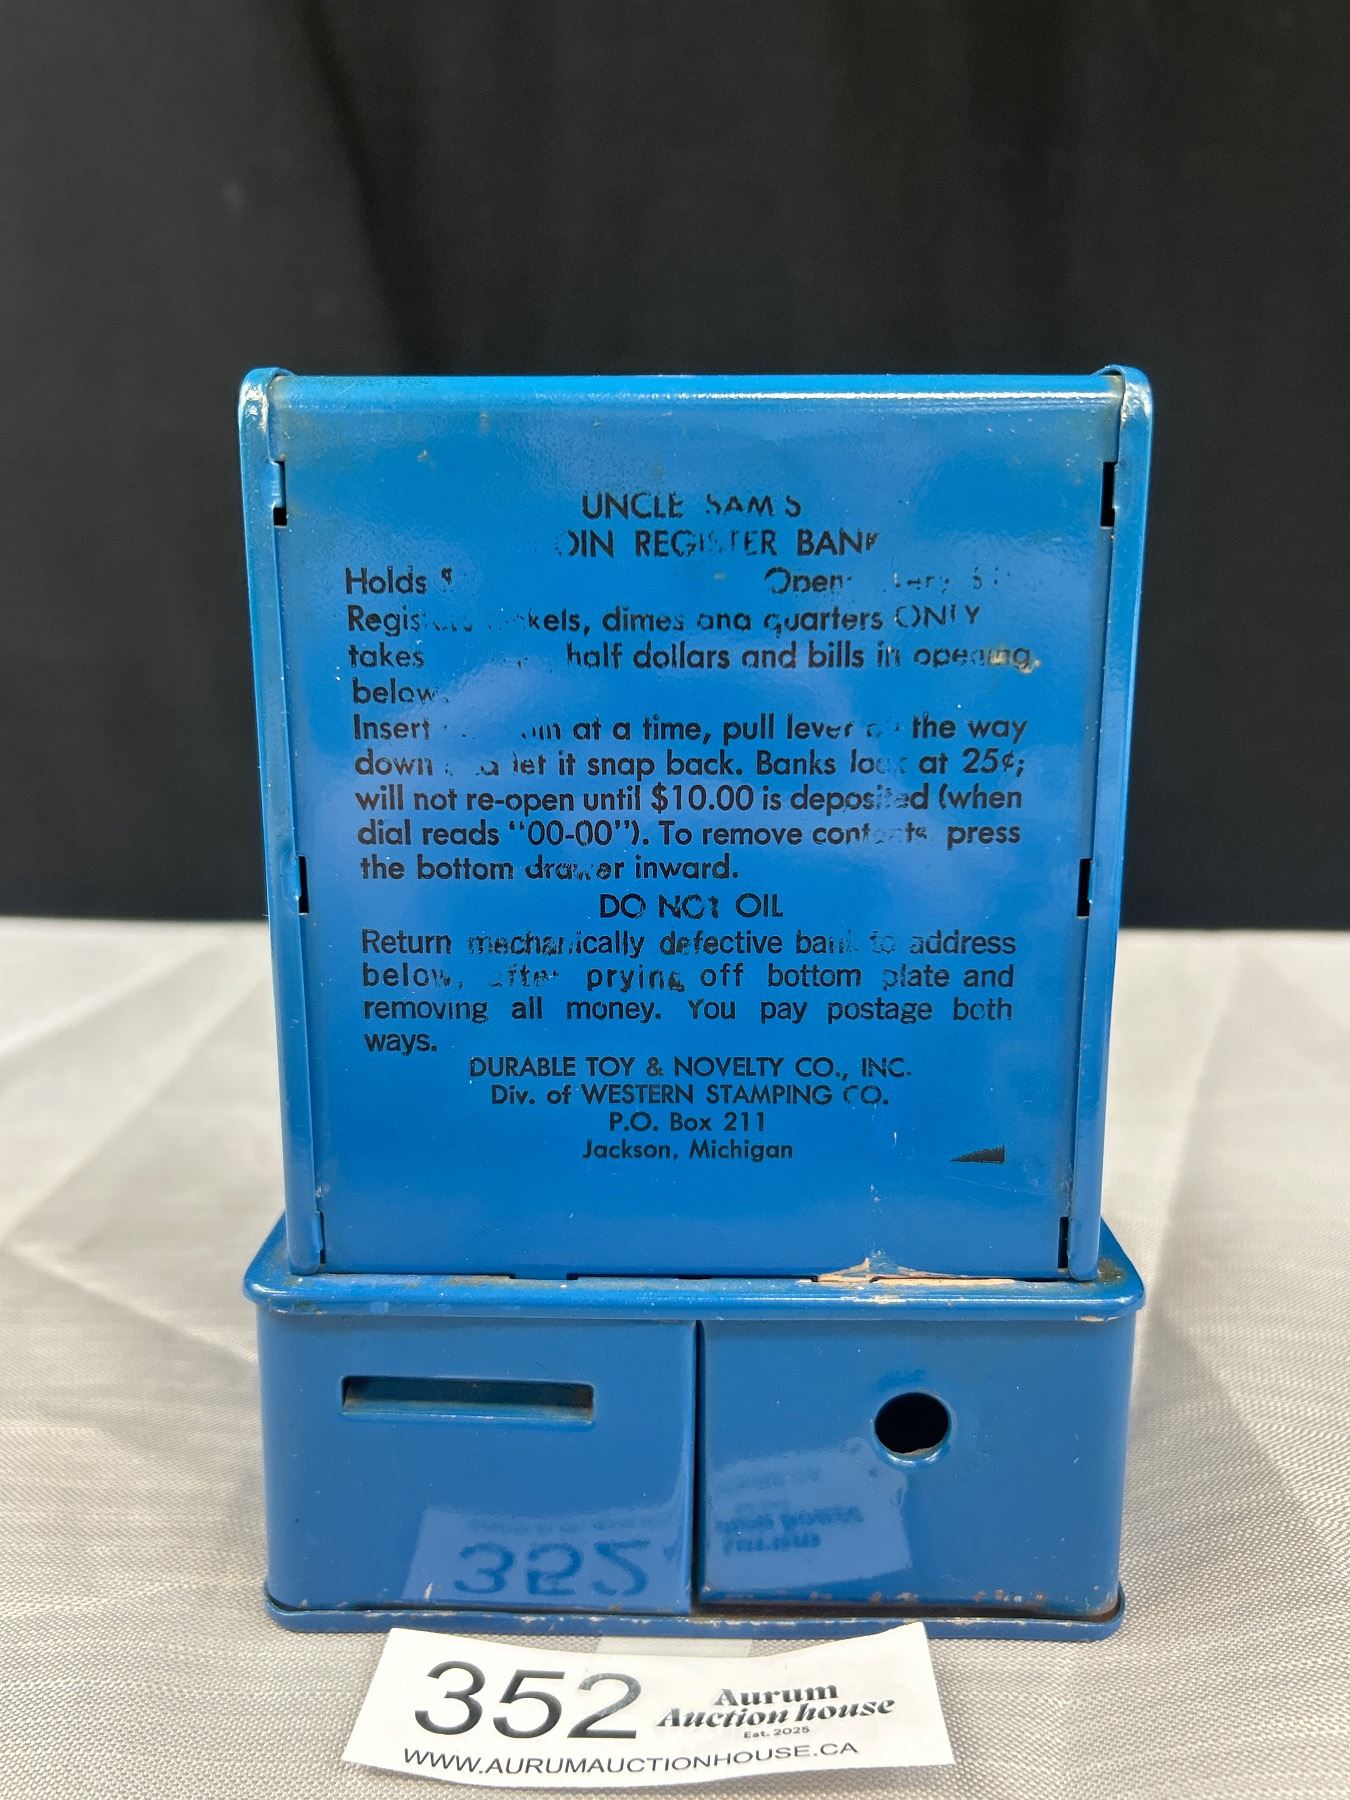 UNCLE SAM'S
REGISTER BANK
Holds
nickels, dimes and quarters ONLY
takes half dollars and bills in opening
below.
Insert at a time, pull lever the way
down let it snap back. Banks lock at 25¢;
will not re-open until $10.00 is deposited (when
dial reads "00-00"). To remove contents, press
the bottom drawer inward.
DO NOT OIL
Return mechanically defective bank to address
below, after prying off bottom plate and
removing all money. You pay postage both
ways.
DURABLE TOY & NOVELTY CO., INC.
Div. of WESTERN STAMPING CO.
P.O. Box 211
Jackson, Michigan
352
Aurum
Auction house
Est. 2025
WWW.AURUMAUCTIONHOUSE.CA